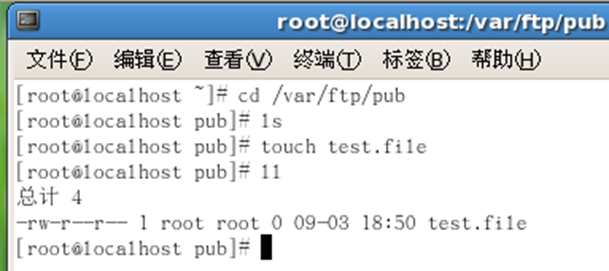 root@localhost:/var/ftp/pub
文件(F) 编辑(E) 查看(V) 终端(T) 标签(B) 帮助(H)
[root@localhost ~]# cd /var/ftp/pub
[root@localhost pub]# ls
[root@localhost pub]# touch test.file
[root@localhost pub]# ll
总计 4
-rw-r--r-- 1 root root 0 09-03 18:50 test.file
[root@localhost pub]#